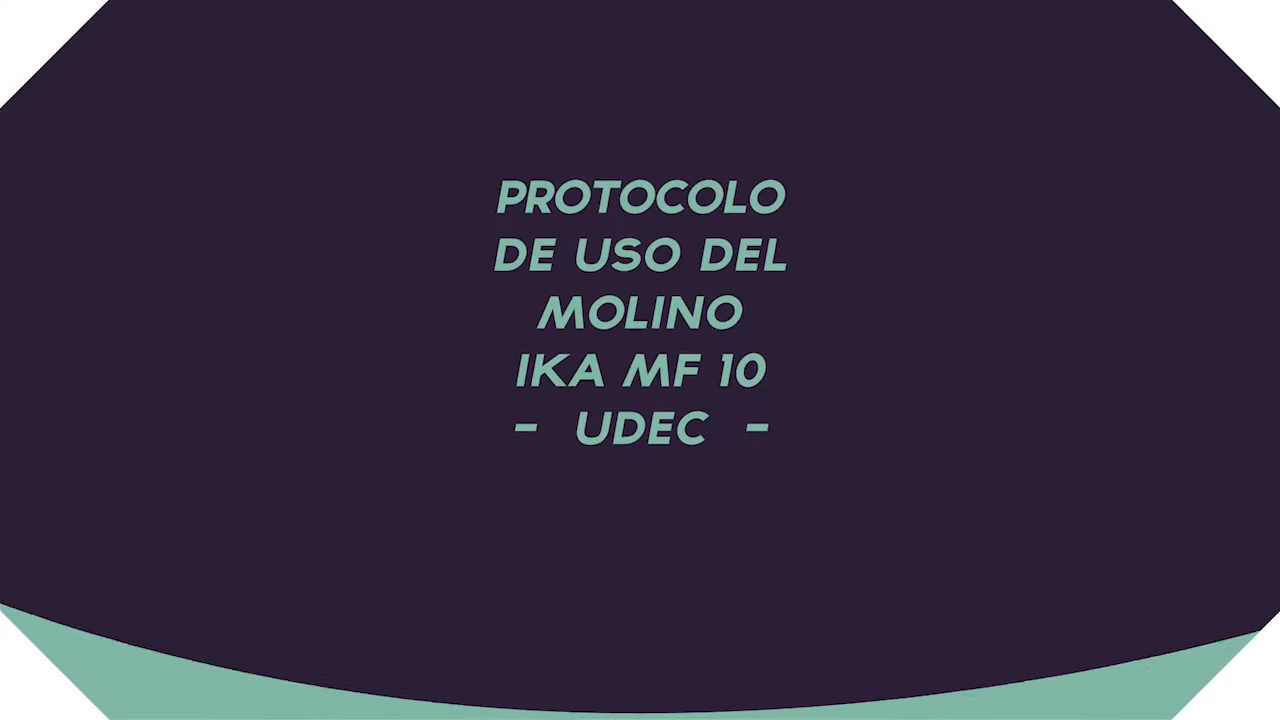 PROTOCOLO
DE USO DEL
MOLINO
IKA MF 10
- UDEC -